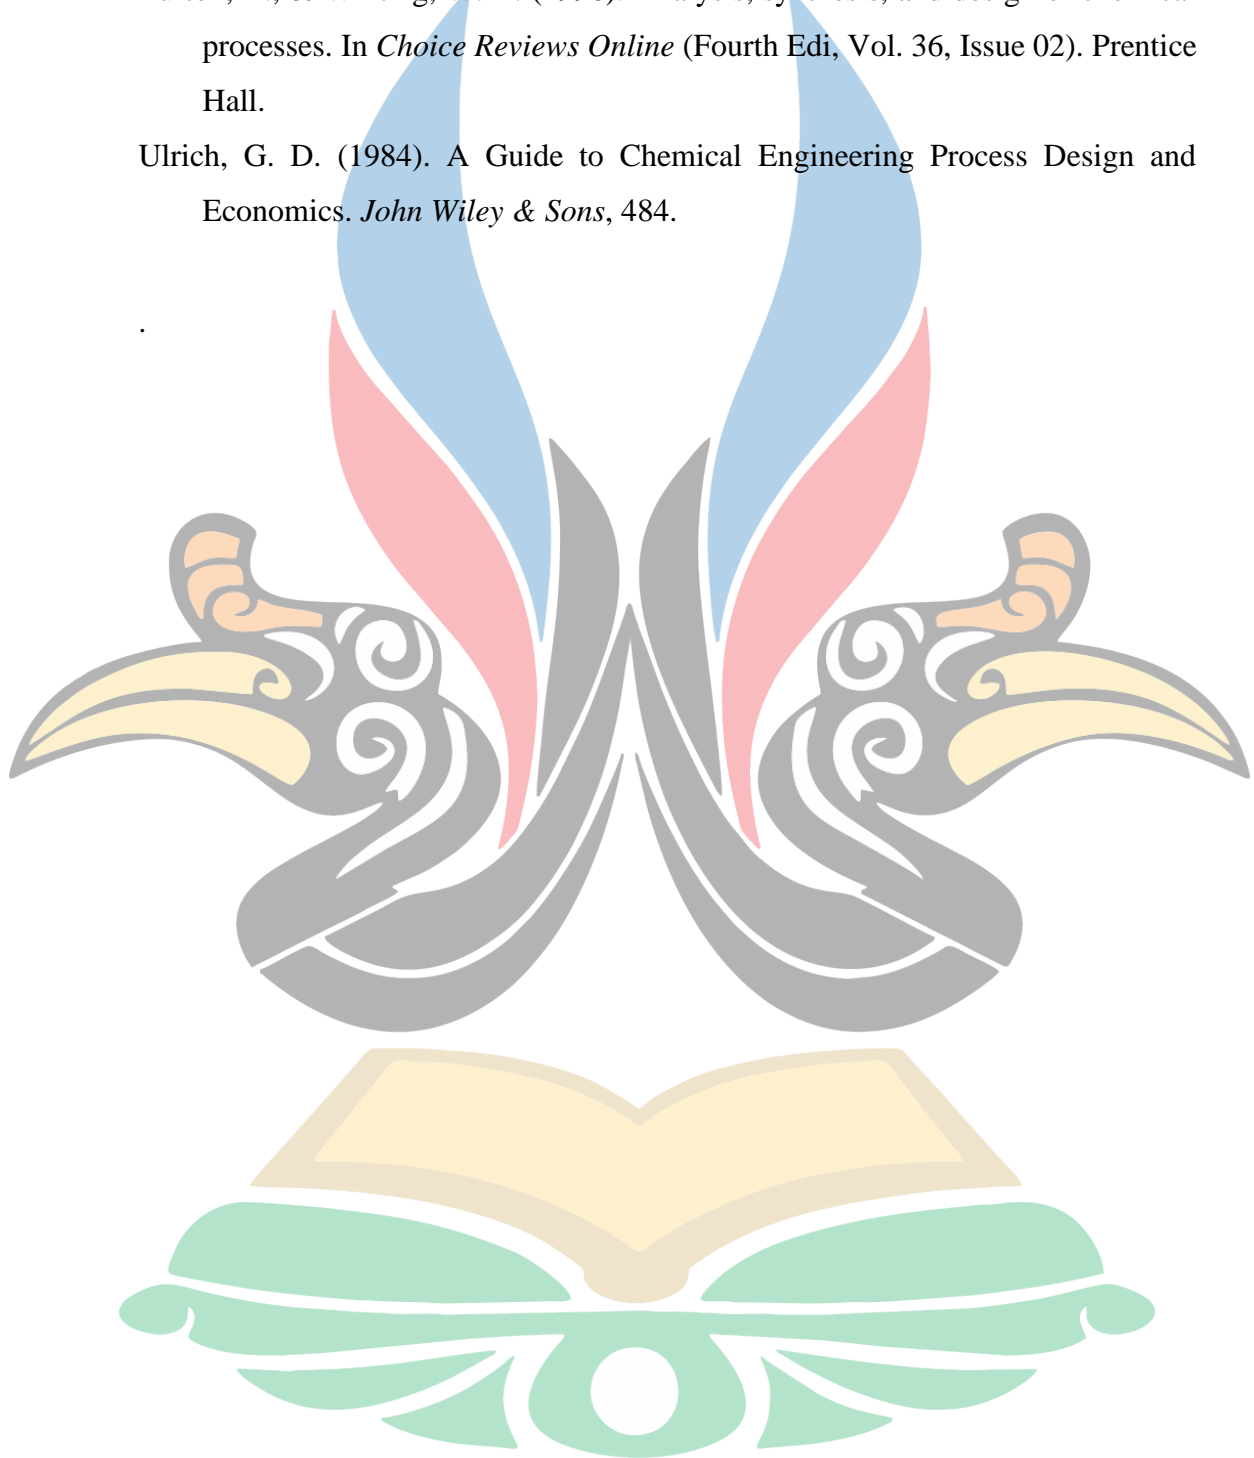 processes. In Choice Reviews Online (Fourth Edi, Vol. 36, Issue 02). Prentice
Hall.
Ulrich, G. D. (1984). A Guide to Chemical Engineering Process Design and
Economics. John Wiley & Sons, 484.
.